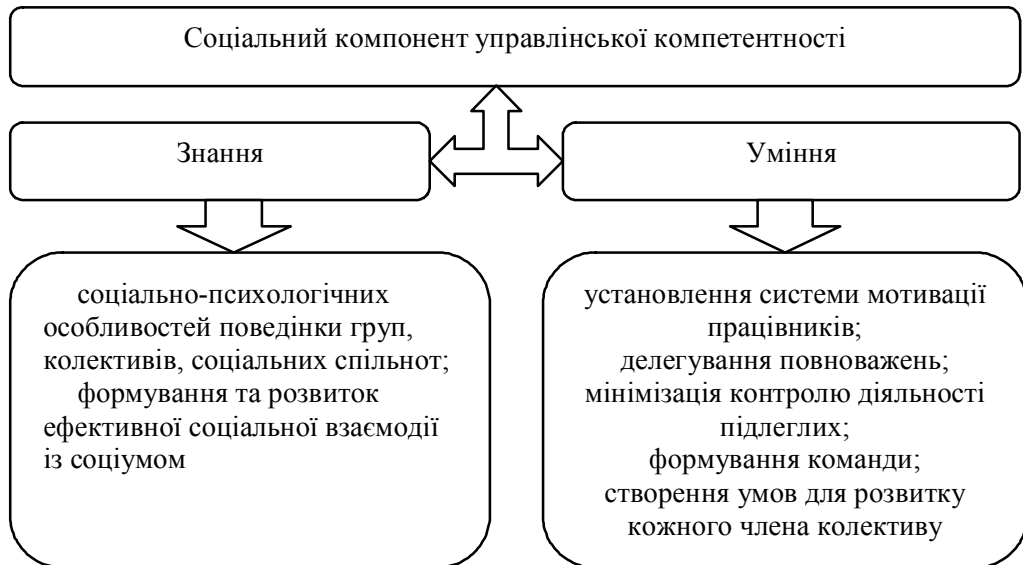 Соціальний компонент управлінської компетентності
Знання
Уміння
соціально-психологічних
особливостей поведінки груп,
колективів, соціальних спільнот;
формування та розвиток
ефективної соціальної взаємодії
із соціумом
установлення системи мотивації
працівників;
делегування повноважень;
мінімізація контролю діяльності
підлеглих;
формування команди;
створення умов для розвитку
кожного члена колективу